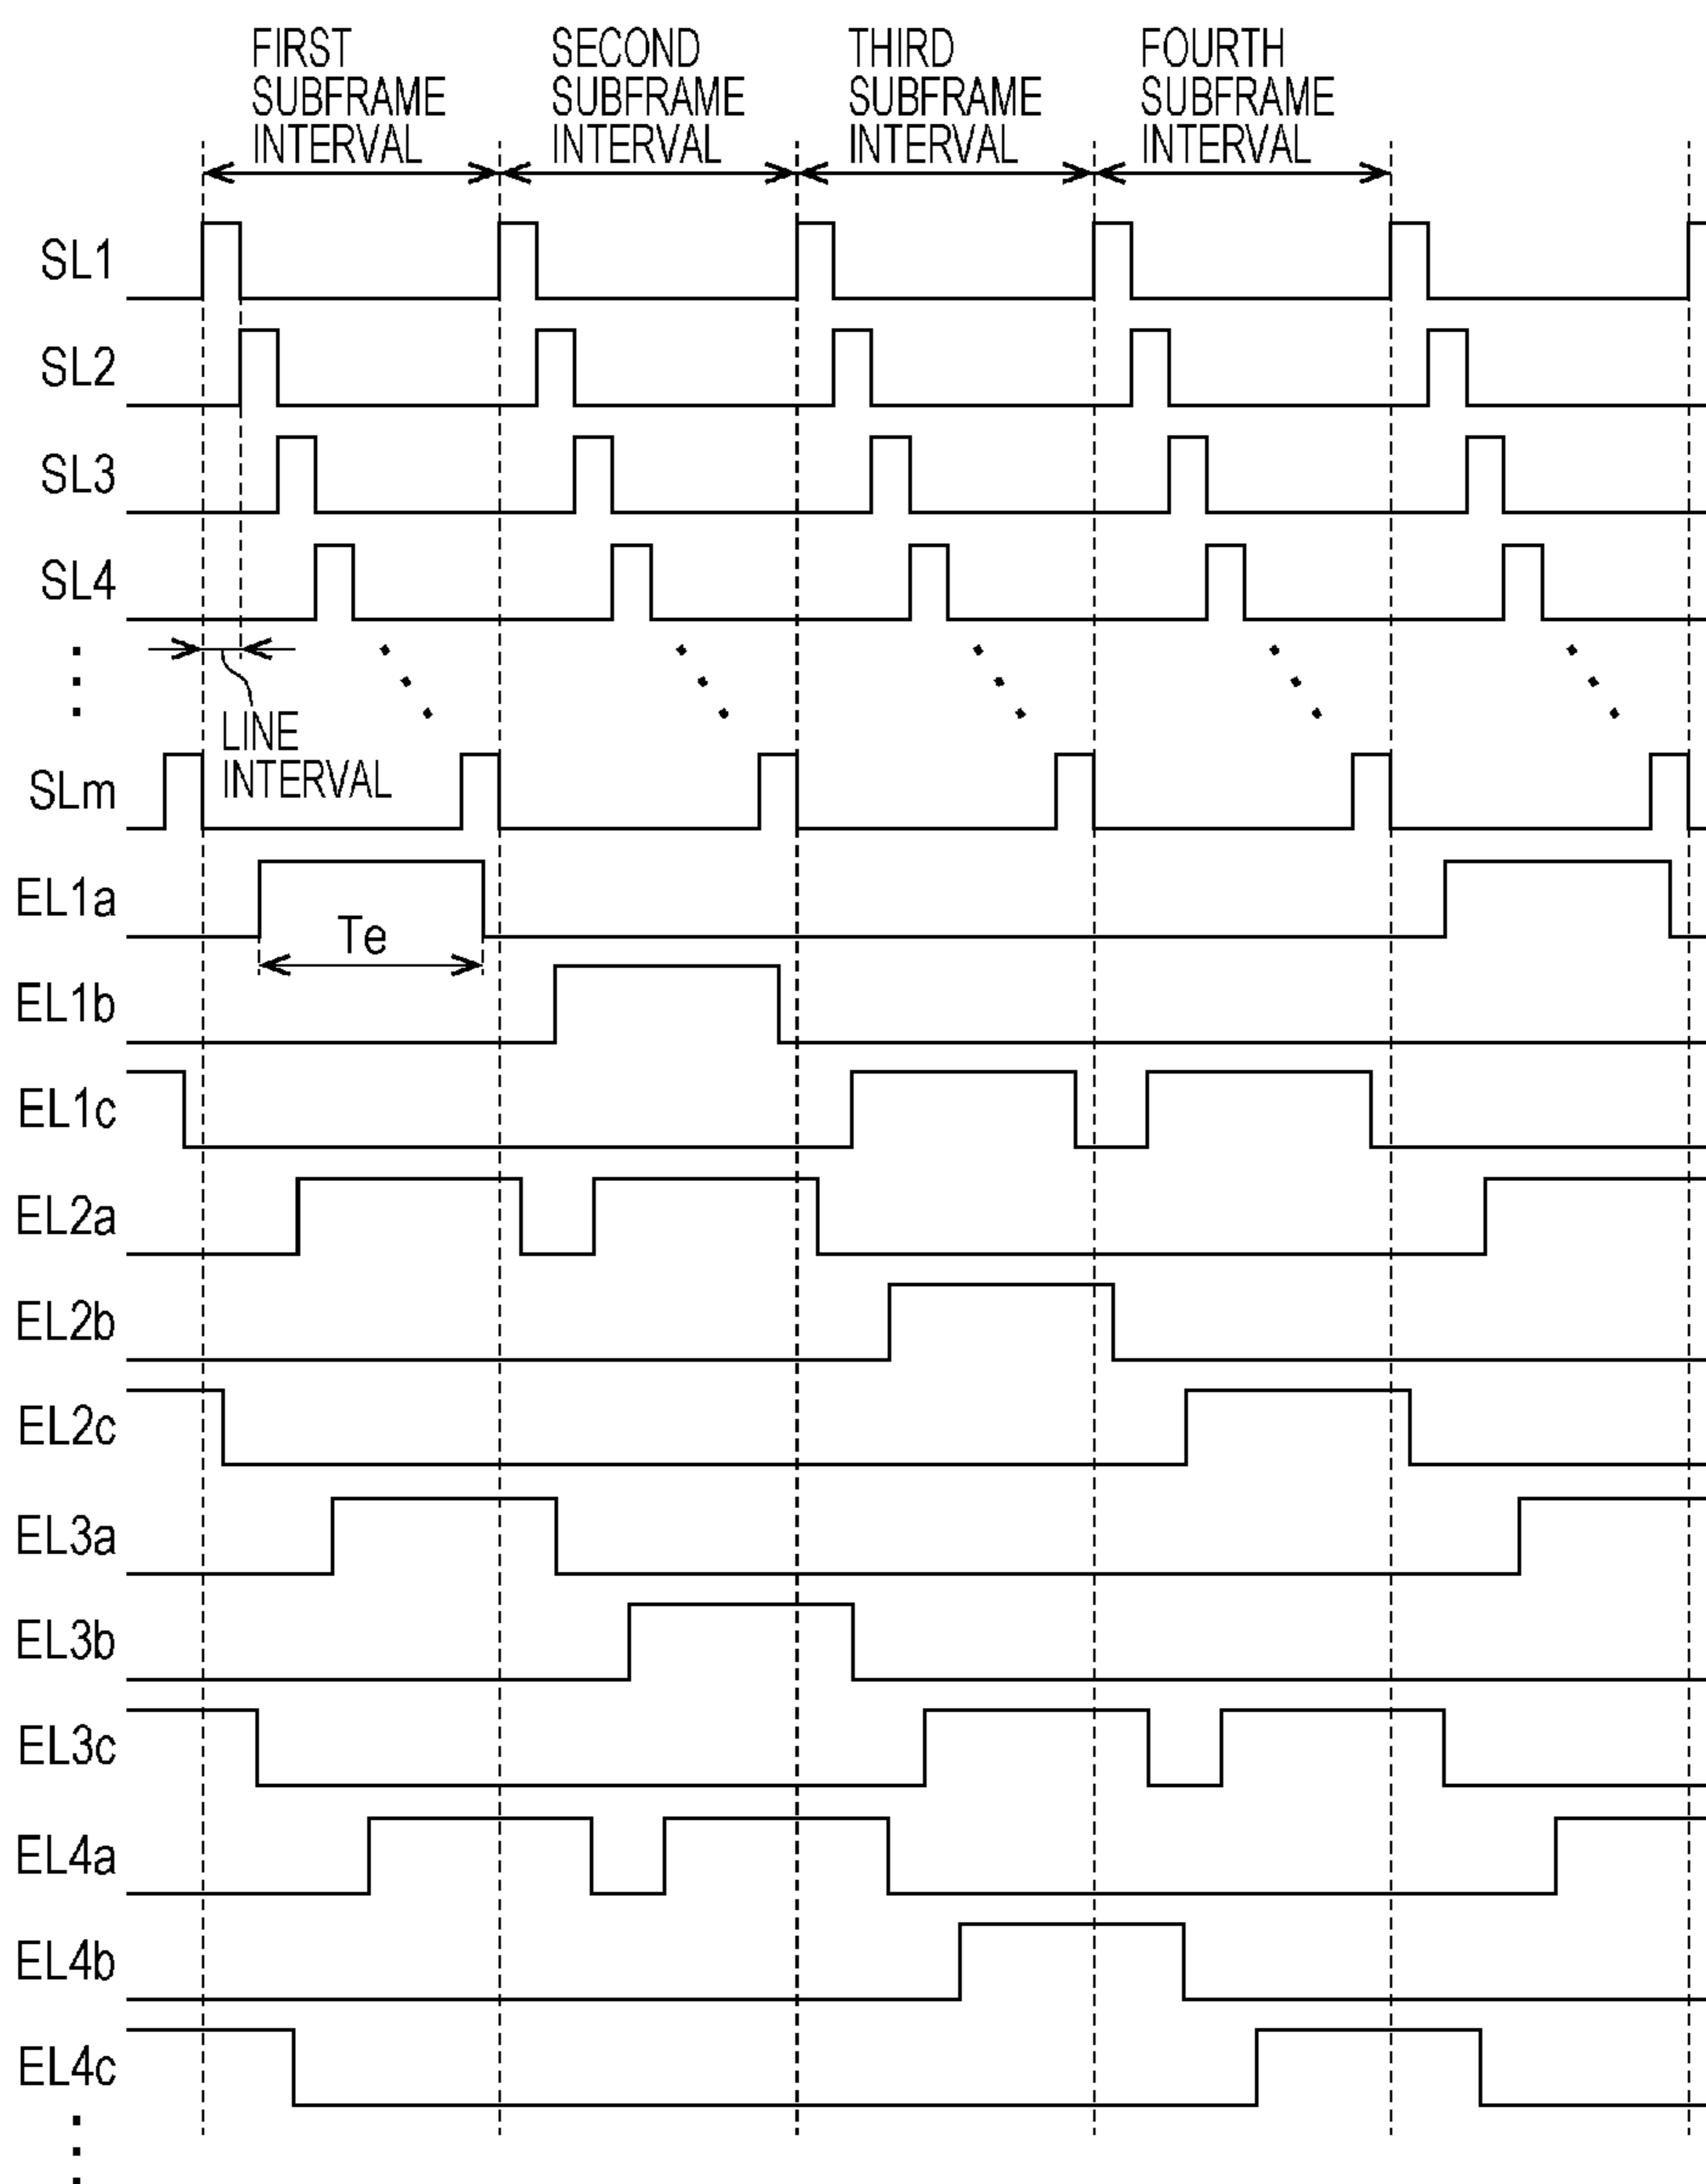 FIRST
SUBFRAME
INTERVAL
SECOND
SUBFRAME
INTERVAL
THIRD
SUBFRAME
INTERVAL
FOURTH
SUBFRAME
INTERVAL
SL1
SL2
SL3
SL4
LINE
INTERVAL
SLm
EL1a
Te
EL1b
EL1c
EL2a
EL2b
EL2c
EL3a
EL3b
EL3c
EL4a
EL4b
EL4c